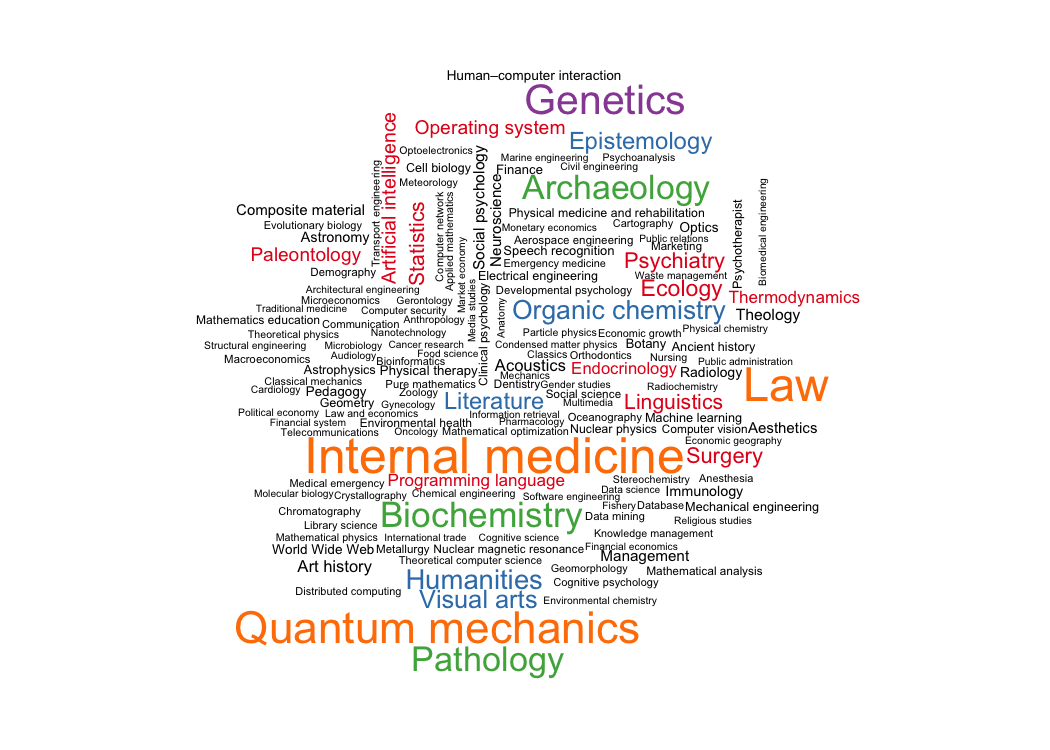 Human–computer interaction
Genetics
Operating system
Epistemology
Artificial intelligence
Optoelectronics
Marine engineering
Psychoanalysis
Cell biology
Finance
Civil engineering
Meteorology
Archaeology
Transport engineering
Social psychology
Neuroscience
Computer network
Applied mathematics
Statistics
Market economy
Composite material
Physical medicine and rehabilitation
Evolutionary biology
Monetary economics
Cartography
Optics
Psychotherapist
Biomedical engineering
Astronomy
Aerospace engineering
Public relations
Marketing
Paleontology
Speech recognition
Emergency medicine
Psychiatry
Demography
Electrical engineering
Waste management
Architectural engineering
Developmental psychology
Ecology
Microeconomics
Gerontology
Thermodynamics
Traditional medicine
Computer security
Media studies
Clinical psychology
Anatomy
Organic chemistry
Theology
Mathematics education
Communication
Anthropology
Theoretical physics
Nanotechnology
Particle physics
Economic growth
Physical chemistry
Structural engineering
Microbiology
Cancer research
Condensed matter physics
Botany
Ancient history
Macroeconomics
Audiology
Food science
Classics
Orthodontics
Nursing
Public administration
Bioinformatics
Astrophysics
Physical therapy
Acoustics
Endocrinology
Radiology
Mechanics
Classical mechanics
Pure mathematics
Dentistry
Gender studies
Radiochemistry
Law
Cardiology
Pedagogy
Zoology
Social science
Geometry
Gynecology
Literature
Multimedia
Linguistics
Political economy
Law and economics
Information retrieval
Oceanography
Machine learning
Financial system
Environmental health
Pharmacology
Telecommunications
Oncology
Mathematical optimization
Nuclear physics
Computer vision
Aesthetics
Economic geography
Internal medicine
Surgery
Medical emergency
Programming language
Stereochemistry
Anesthesia
Molecular biology
Crystallography
Chemical engineering
Software engineering
Data science
Immunology
Chromatography
Biochemistry
Fishery
Database
Mechanical engineering
Library science
Data mining
Religious studies
Mathematical physics
International trade
Cognitive science
Knowledge management
World Wide Web
Metallurgy
Nuclear magnetic resonance
Financial economics
Management
Theoretical computer science
Art history
Geomorphology
Mathematical analysis
Humanities
Cognitive psychology
Distributed computing
Visual arts
Environmental chemistry
Quantum mechanics
Pathology